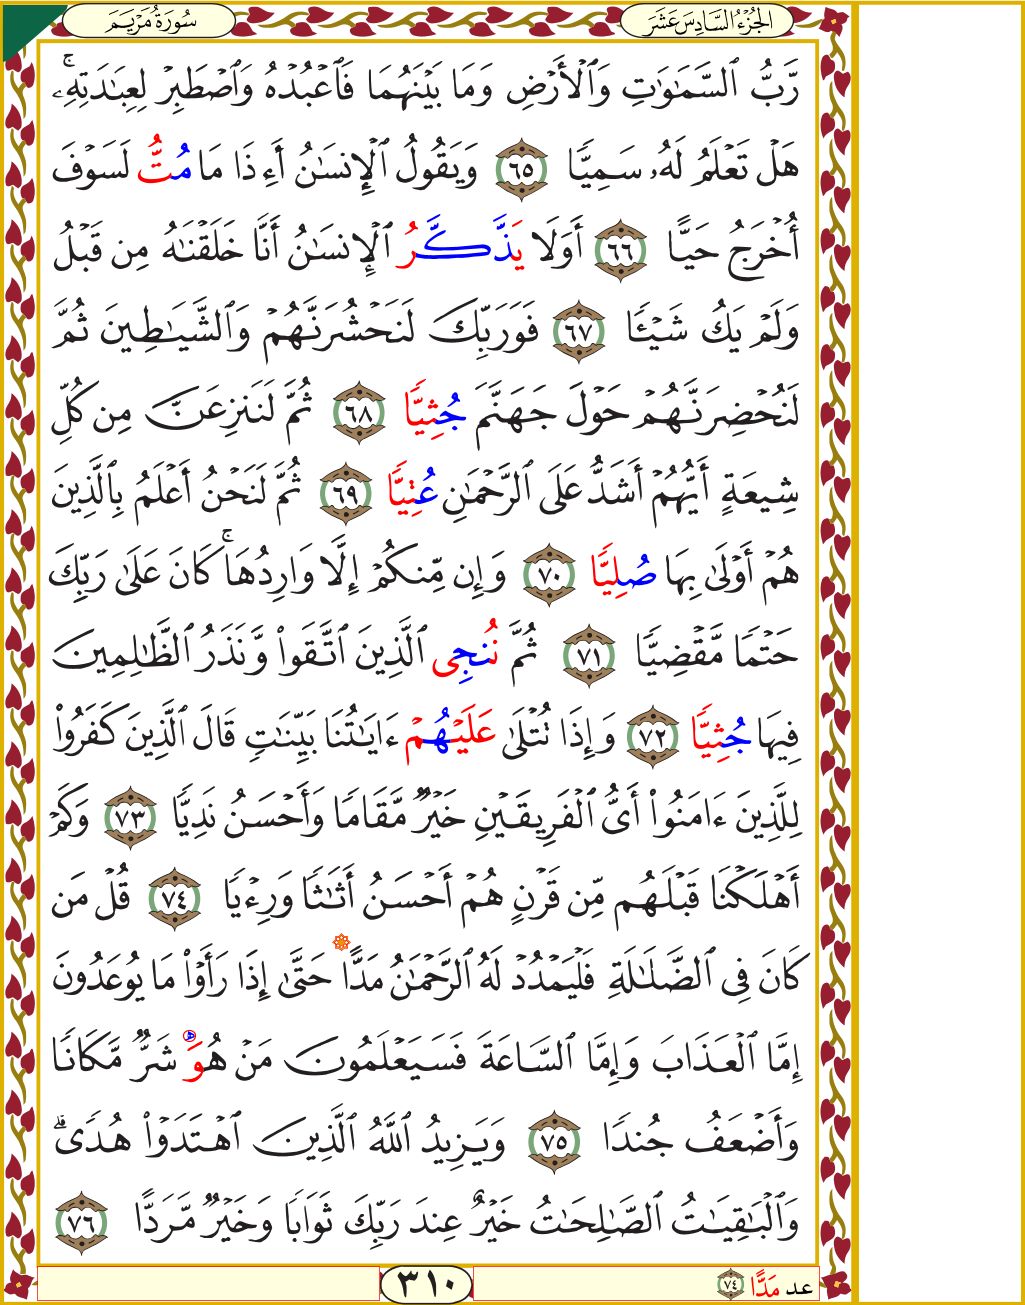 الجُزْءُ السَّادِسَ عَشَرَ
سُورَةُ مَرْيَمَ
رَّبُّ ٱلسَّمَٰوَٰتِ وَٱلْأَرْضِ وَمَا بَيْنَهُمَا فَٱعْبُدْهُ وَٱصْطَبِرْ لِعِبَٰدَتِهِۦۚ
هَلْ تَعْلَمُ لَهُۥ سَمِيًّا ٦٥ وَيَقُولُ ٱلْإِنسَٰنُ أَءِذَا مَا مُتُّ لَسَوْفَ
أُخْرَجُ حَيًّا ٦٦ أَوَلَا يَذَّكَّرُ ٱلْإِنسَٰنُ أَنَّا خَلَقْنَٰهُ مِن قَبْلُ
وَلَمْ يَكُ شَيْـًٔا ٦٧ فَوَرَبِّكَ لَنَحْشُرَنَّهُمْ وَٱلشَّيَٰطِينَ ثُمَّ
لَنُحْضِرَنَّهُمْ حَوْلَ جَهَنَّمَ جُثِيًّا ٦٨ ثُمَّ لَنَنزِعَنَّ مِن كُلِّ
شِيعَةٍ أَيُّهُمْ أَشَدُّ عَلَى ٱلرَّحْمَٰنِ عُتِيًّا ٦٩ ثُمَّ لَنَحْنُ أَعْلَمُ بِٱلَّذِينَ
هُمْ أَوْلَىٰ بِهَا صُلِيًّا ٧٠ وَإِن مِّنكُمْ إِلَّا وَارِدُهَاۚ كَانَ عَلَىٰ رَبِّكَ
حَتْمًا مَّقْضِيًّا ٧١ ثُمَّ نُنجِى ٱلَّذِينَ ٱتَّقَوا۟ وَّنَذَرُ ٱلظَّٰلِمِينَ
فِيهَا جُثِيًّا ٧٢ وَإِذَا تُتْلَىٰ عَلَيْهُمْ ءَايَٰتُنَا بَيِّنَٰتٍ قَالَ ٱلَّذِينَ كَفَرُوا۟
لِلَّذِينَ ءَامَنُوا۟ أَىُّ ٱلْفَرِيقَيْنِ خَيْرٌ مَّقَامًا وَأَحْسَنُ نَدِيًّا ٧٣ وَكَمْ
أَهْلَكْنَا قَبْلَهُم مِّن قَرْنٍ هُمْ أَحْسَنُ أَثَٰثًا وَرِءْيًا ٧٤ قُلْ مَن
كَانَ فِى ٱلضَّلَٰلَةِ فَلْيَمْدُدْ لَهُ ٱلرَّحْمَٰنُ مَدًّا حَتَّىٰ إِذَا رَأَوْا۟ مَا يُوعَدُونَ
إِمَّا ٱلْعَذَابَ وَإِمَّا ٱلسَّاعَةَ فَسَيَعْلَمُونَ مَنْ هُوَ شَرٌّ مَّكَانًا
وَأَضْعَفُ جُندًا ٧٥ وَيَزِيدُ ٱللَّهُ ٱلَّذِينَ ٱهْتَدَوْا۟ هُدًىۗ
وَٱلْبَٰقِيَٰتُ ٱلصَّٰلِحَٰتُ خَيْرٌ عِندَ رَبِّكَ ثَوَابًا وَخَيْرٌ مَّرَدًّا ٧٦
عد مَدًّا ٧٤
٣١٠